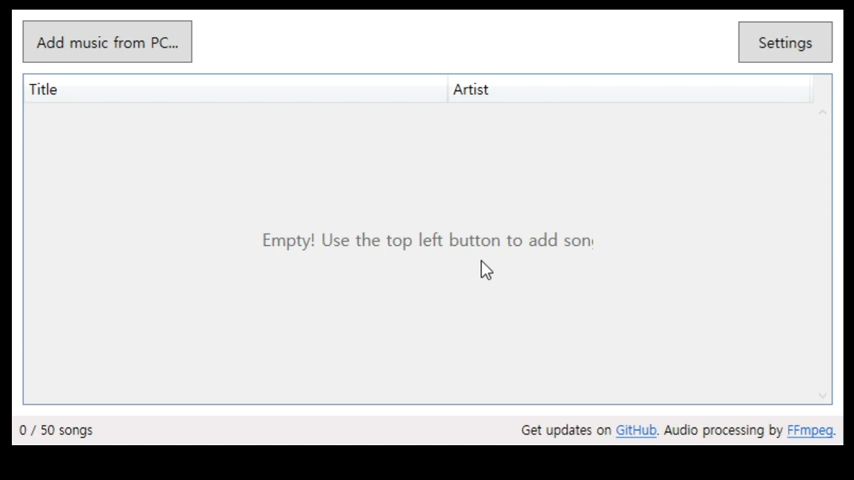 Add music from PC...
Settings
Title
Artist
Empty! Use the top left button to add
0 / 50 songs
Get updates on GitHub. Audio processing by FFmpeg.